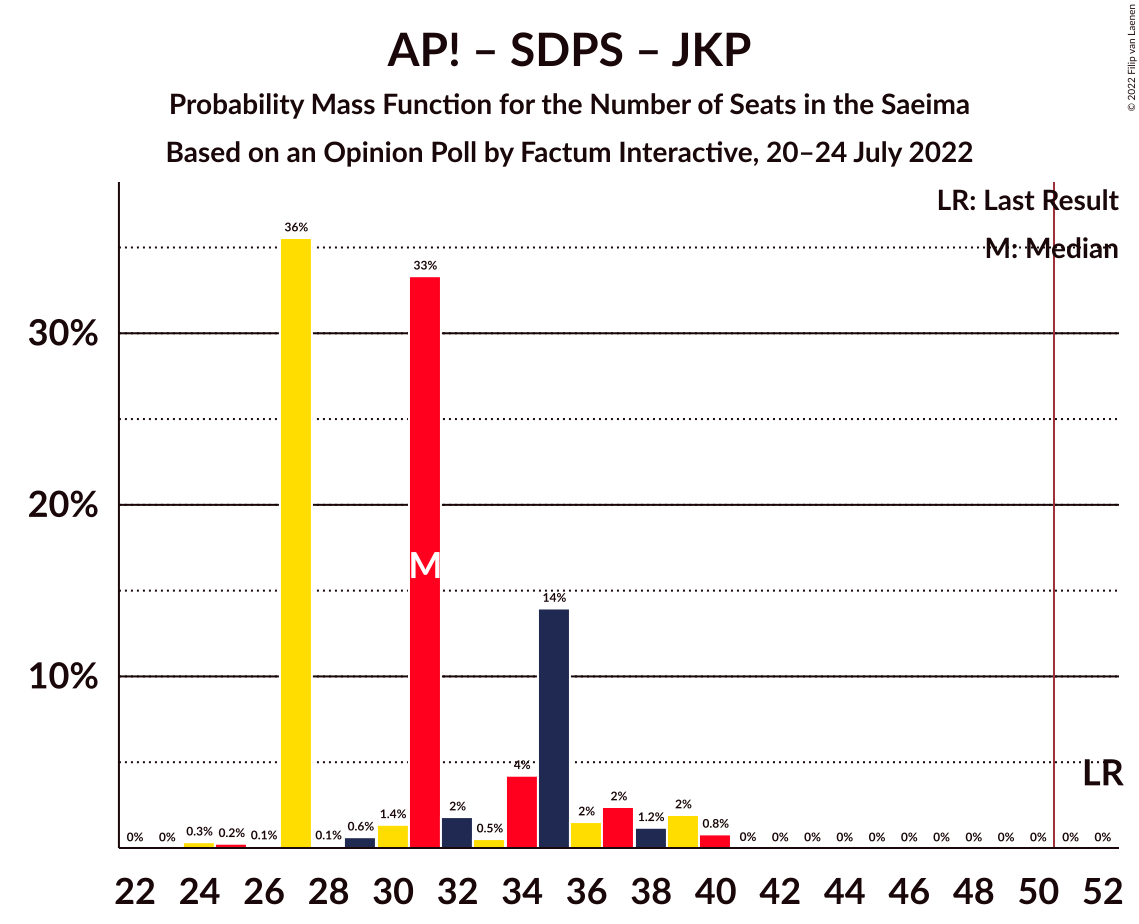 AP! – SDPS – JKP
Probability Mass Function for the Number of Seats in the Saeima
Based on an Opinion Poll by Factum Interactive, 20–24 July 2022
© 2022 Filip van Laenen
LR: Last Result
M: Median
30%
20%
10%
0% 0% 0.3% 0.2% 0.1% 36% 0.1% 0.6% 1.4% 33% 2% 0.5% 4% 14% 2% 2% 1.2% 2% 0.8% 0% 0% 0% 0% 0% 0% 0% 0% 0% 0% 0% 0%
M
LR
22 24 26 28 30 32 34 36 38 40 42 44 46 48 50 52